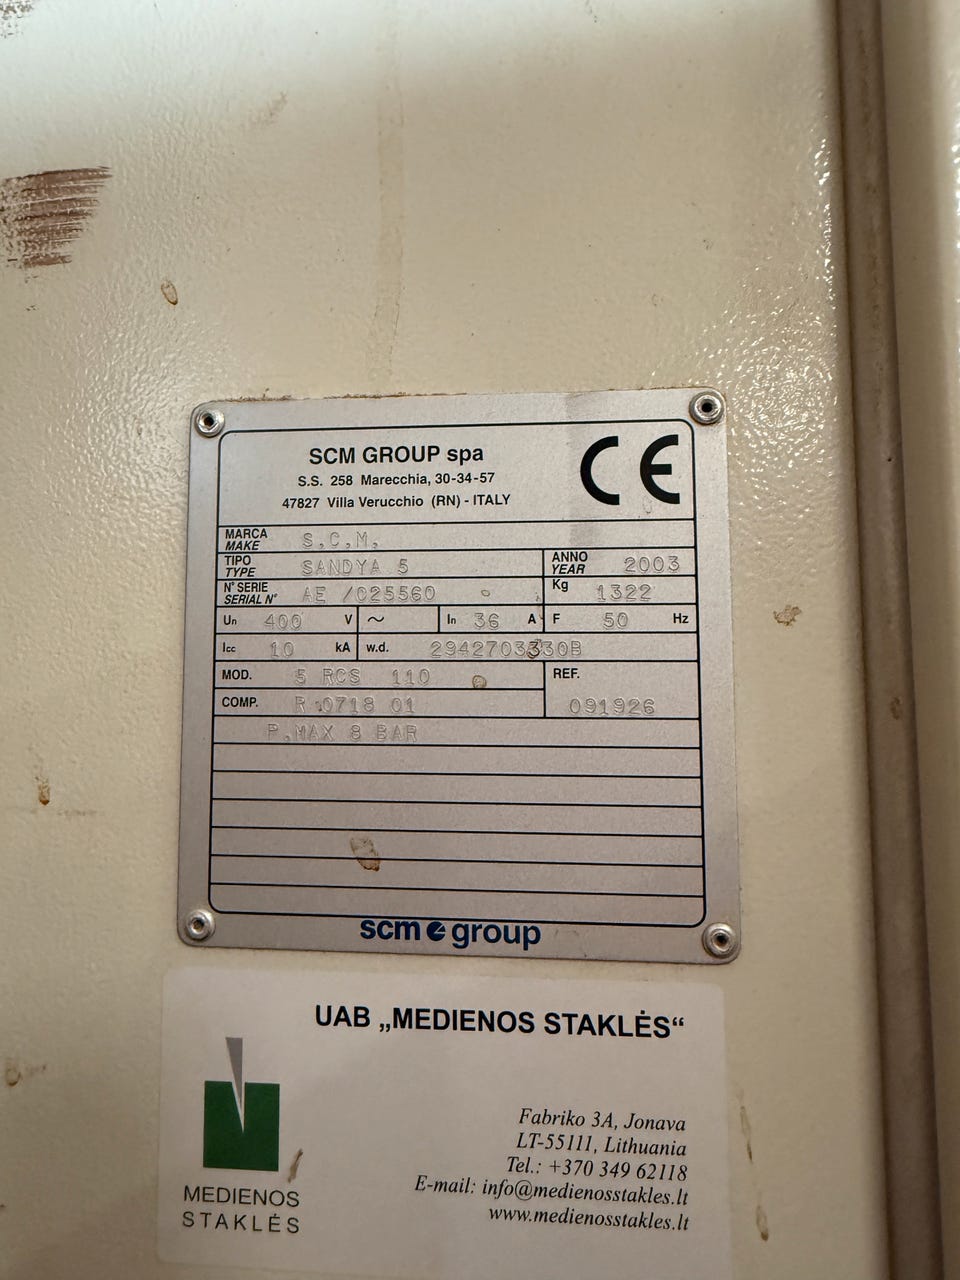 SCM GROUP spa
S.S. 258 Marecchia, 30-34-57
47827 Villa Verucchio (RN) - ITALY
CE
MARCA
MAKE
S.C.M.
TIPO
TYPE
SANDYA 5
ANNO
YEAR
2003
N° SERIE
SERIAL N°
AE /025560
Kg 1322
Un 400 V ~ In 36 A F 50 Hz
Icc 10 kA w.d. 2942703330B
MOD. 5 RCS 110 REF.
COMP. R 0718 01 091926
P.MAX 8 BAR
scm group
UAB „MEDIENOS STAKLĖS“
Fabriko 3A, Jonava
LT-55111, Lithuania
Tel.: +370 349 62118
E-mail: info@medienosstakles.lt
www.medienosstakles.lt
MEDIENOS
STAKLĖS